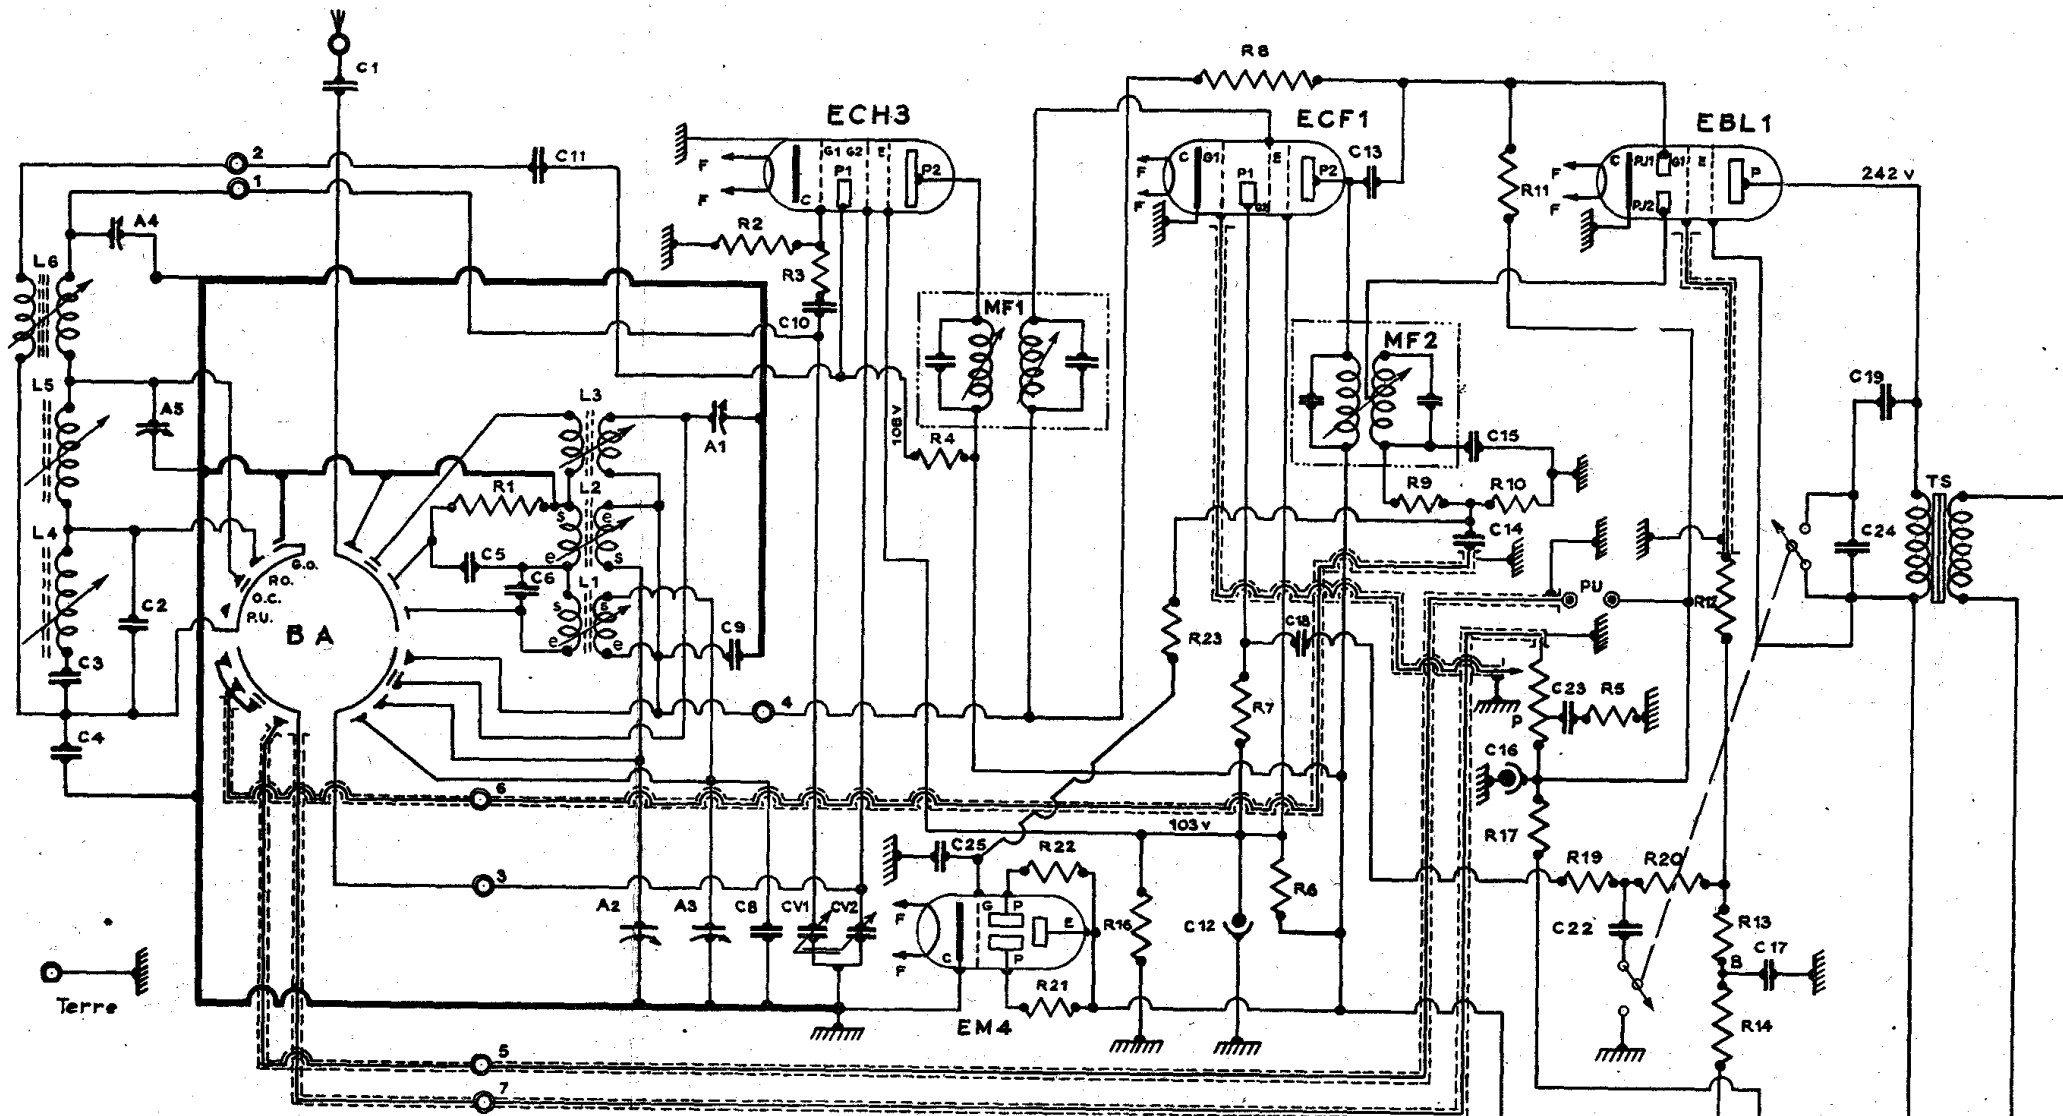 C1
R8
ECH3
ECF1
EBL1
2
C11
1
A4
F
F
C
G1 G2 E
P1
P2
R2
R3
C10
C G1
P1
G2
E
P2
C13
F
F
R11
C PD1 G1 E
PD2
P
F
F
242 v
L6
L5
A5
L4
C2
C3
C4
MF1
MF2
108 v
R4
L3
A1
R1
L2
s
e
e
s
C5
C6
L1
s
s
e
e
C9
G.O.
P.O.
O.C.
P.U.
BA
C19
C15
R9
R10
C14
TS
C24
PU
R12
R23
C18
R7
C23
R5
P
C16
R17
4
6
103 v
3
C25
R22
A2
A3
C8
CV1
CV2
F
F
C
G
P
P
E
R16
C12
R6
R19
R20
C22
R13
B
C17
R14
R21
EM4
Terre
5
7